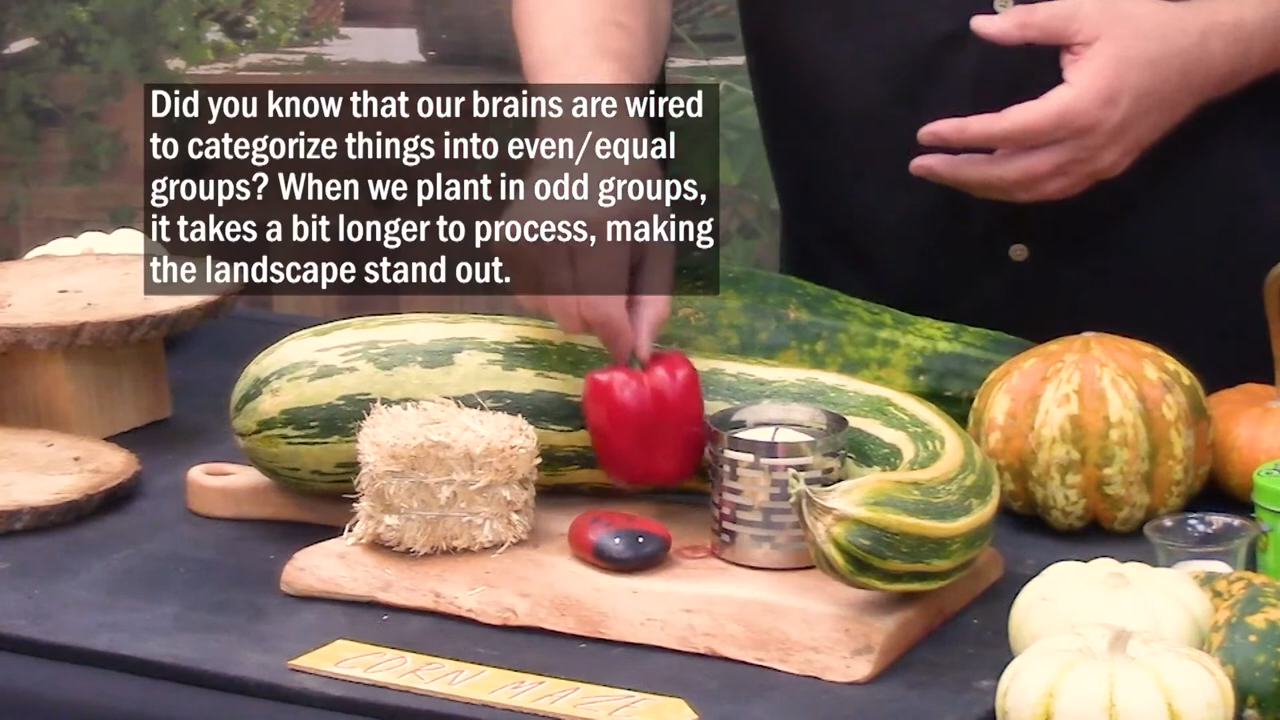 Did you know that our brains are wired
to categorize things into even/equal
groups? When we plant in odd groups,
it takes a bit longer to process, making
the landscape stand out.
CORN MAZE